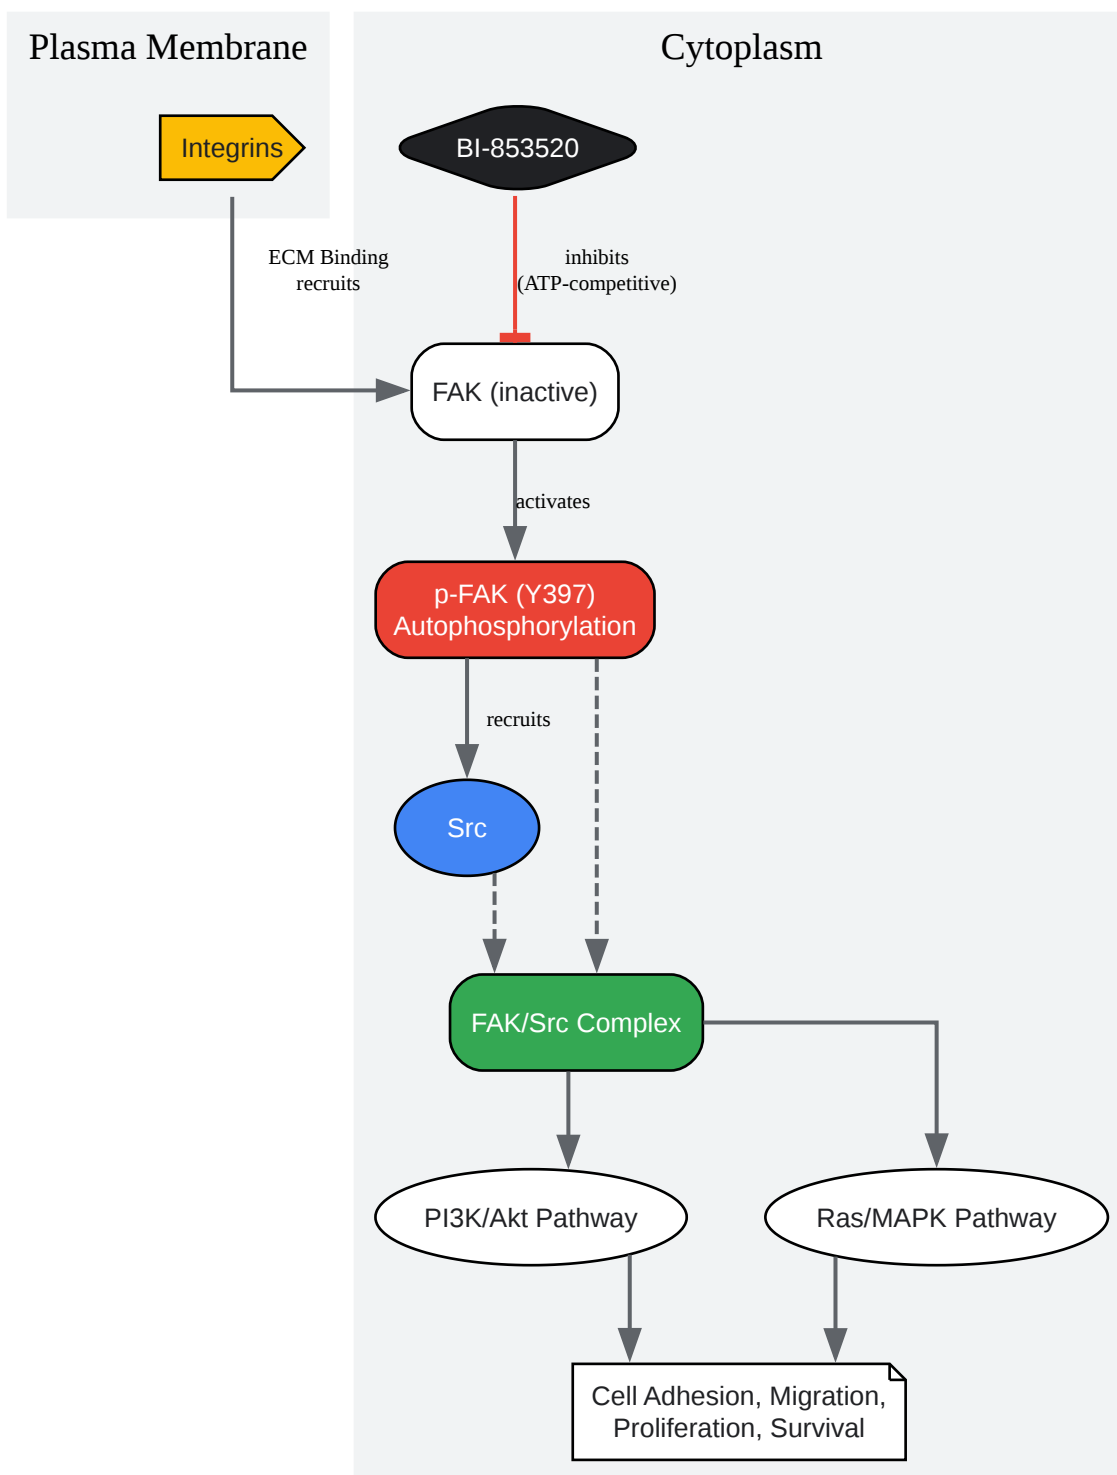 Plasma Membrane
Cytoplasm
Integrins
BI-853520
ECM Binding
recruits
inhibits
(ATP-competitive)
FAK (inactive)
activates
p-FAK (Y397)
Autophosphorylation
recruits
Src
FAK/Src Complex
PI3K/Akt Pathway
Ras/MAPK Pathway
Cell Adhesion, Migration,
Proliferation, Survival